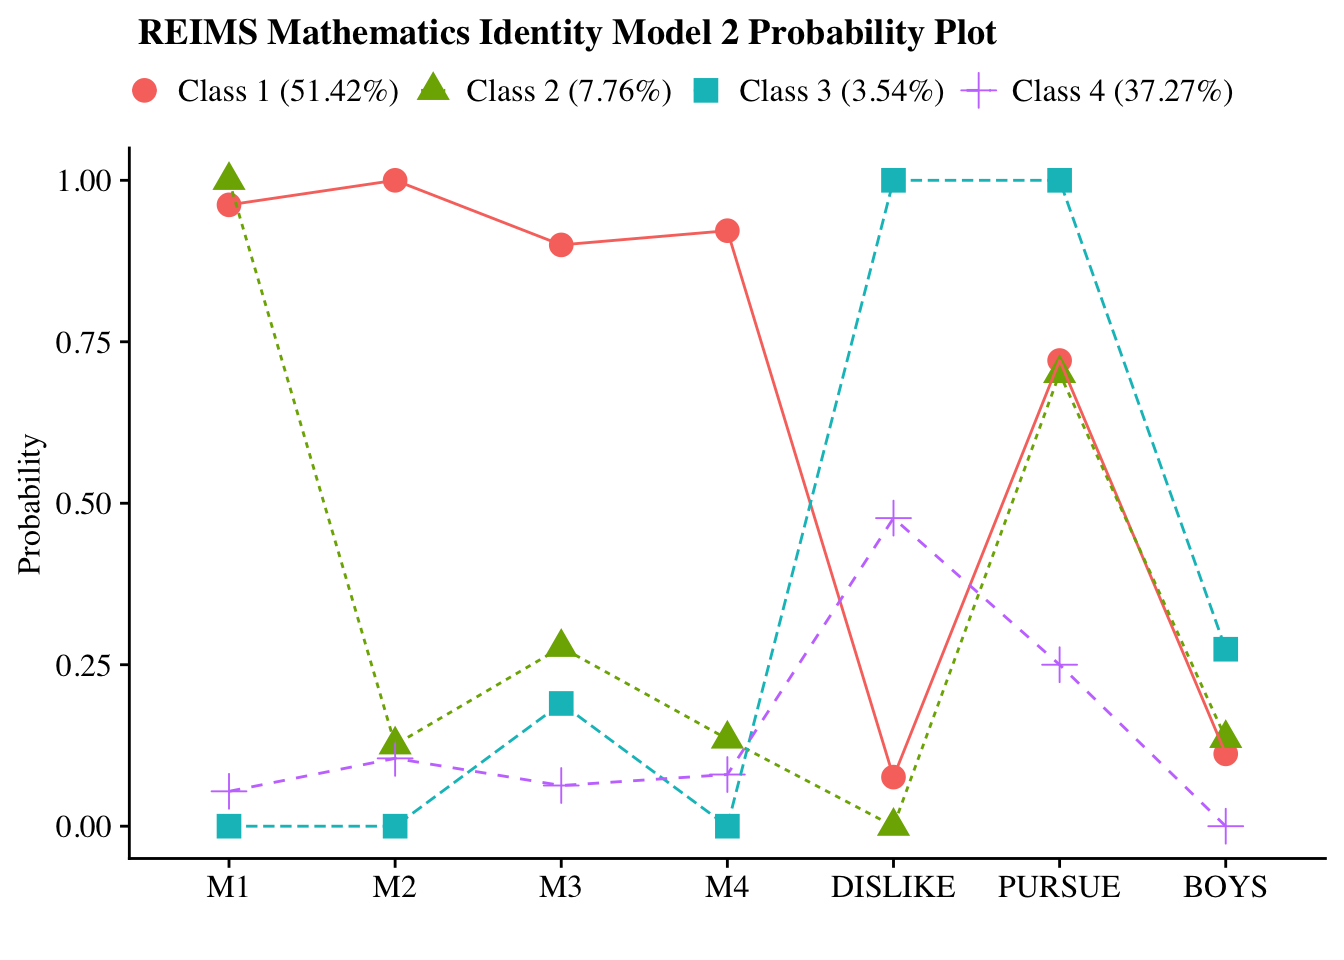 REIMS Mathematics Identity Model 2 Probability Plot
Class 1 (51.42%) Class 2 (7.76%) Class 3 (3.54%) Class 4 (37.27%)
1.00
0.75
0.50
0.25
0.00
Probability
M1 M2 M3 M4 DISLIKE PURSUE BOYS